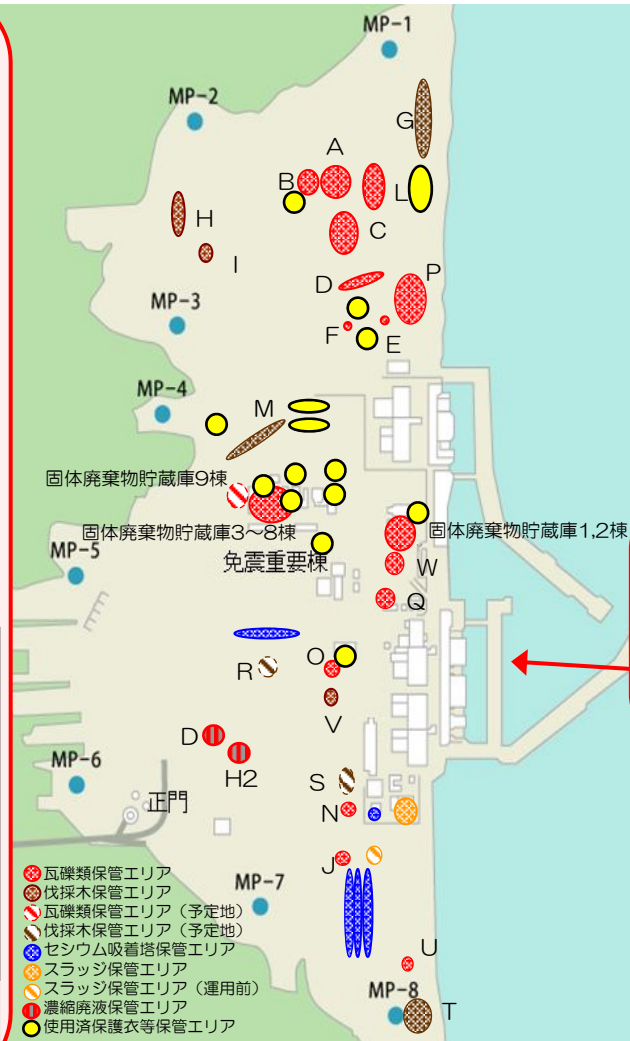 MP-1
MP-2
G
A
B
L
H
C
I
D
P
MP-3
F
E
MP-4
M
固体廃棄物貯蔵庫9棟
固体廃棄物貯蔵庫3～8棟
固体廃棄物貯蔵庫1,2棟
MP-5
免震重要棟
W
Q
O
R
V
D
H2
MP-6
S
正門
N
J
MP-7
U
MP-8
T
瓦礫類保管エリア
伐採木保管エリア
瓦礫類保管エリア（予定地）
伐採木保管エリア（予定地）
セシウム吸着塔保管エリア
スラッジ保管エリア
スラッジ保管エリア（運用前）
濃縮廃液保管エリア
使用済保護衣等保管エリア